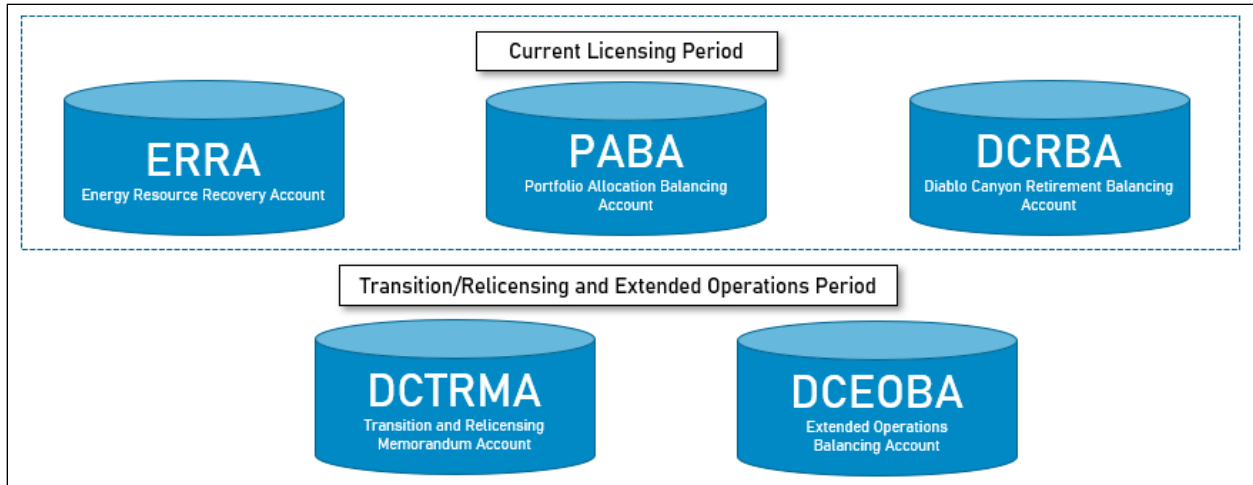 Current Licensing Period
ERRA
Energy Resource Recovery Account
PABA
Portfolio Allocation Balancing
Account
DCRBA
Diablo Canyon Retirement Balancing
Account
Transition/Relicensing and Extended Operations Period
DCTRMA
Transition and Relicensing
Memorandum Account
DCEOBA
Extended Operations
Balancing Account